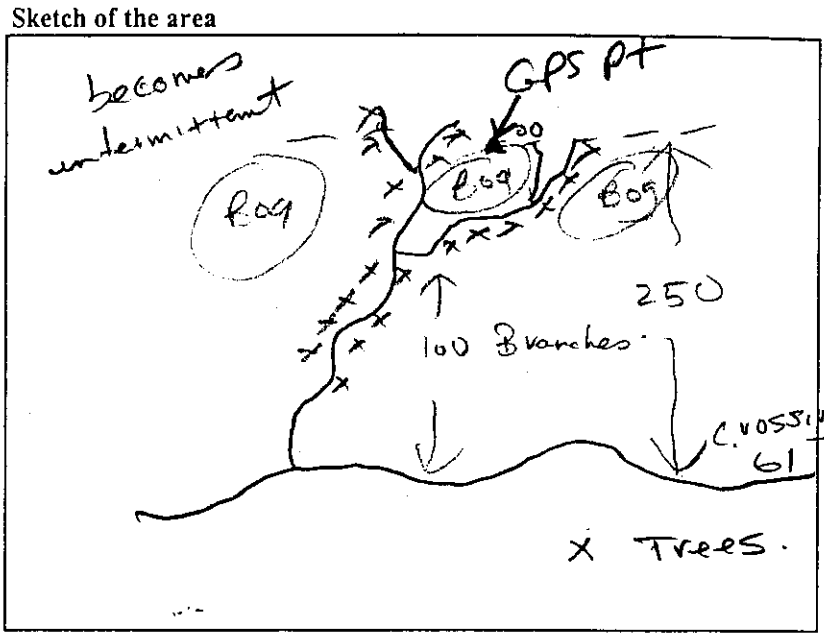 Sketch of the area
becomes
intermittent
GPS Pt
Bog
Bog
Bog
250
100 Branches.
Crossing
61
x Trees.